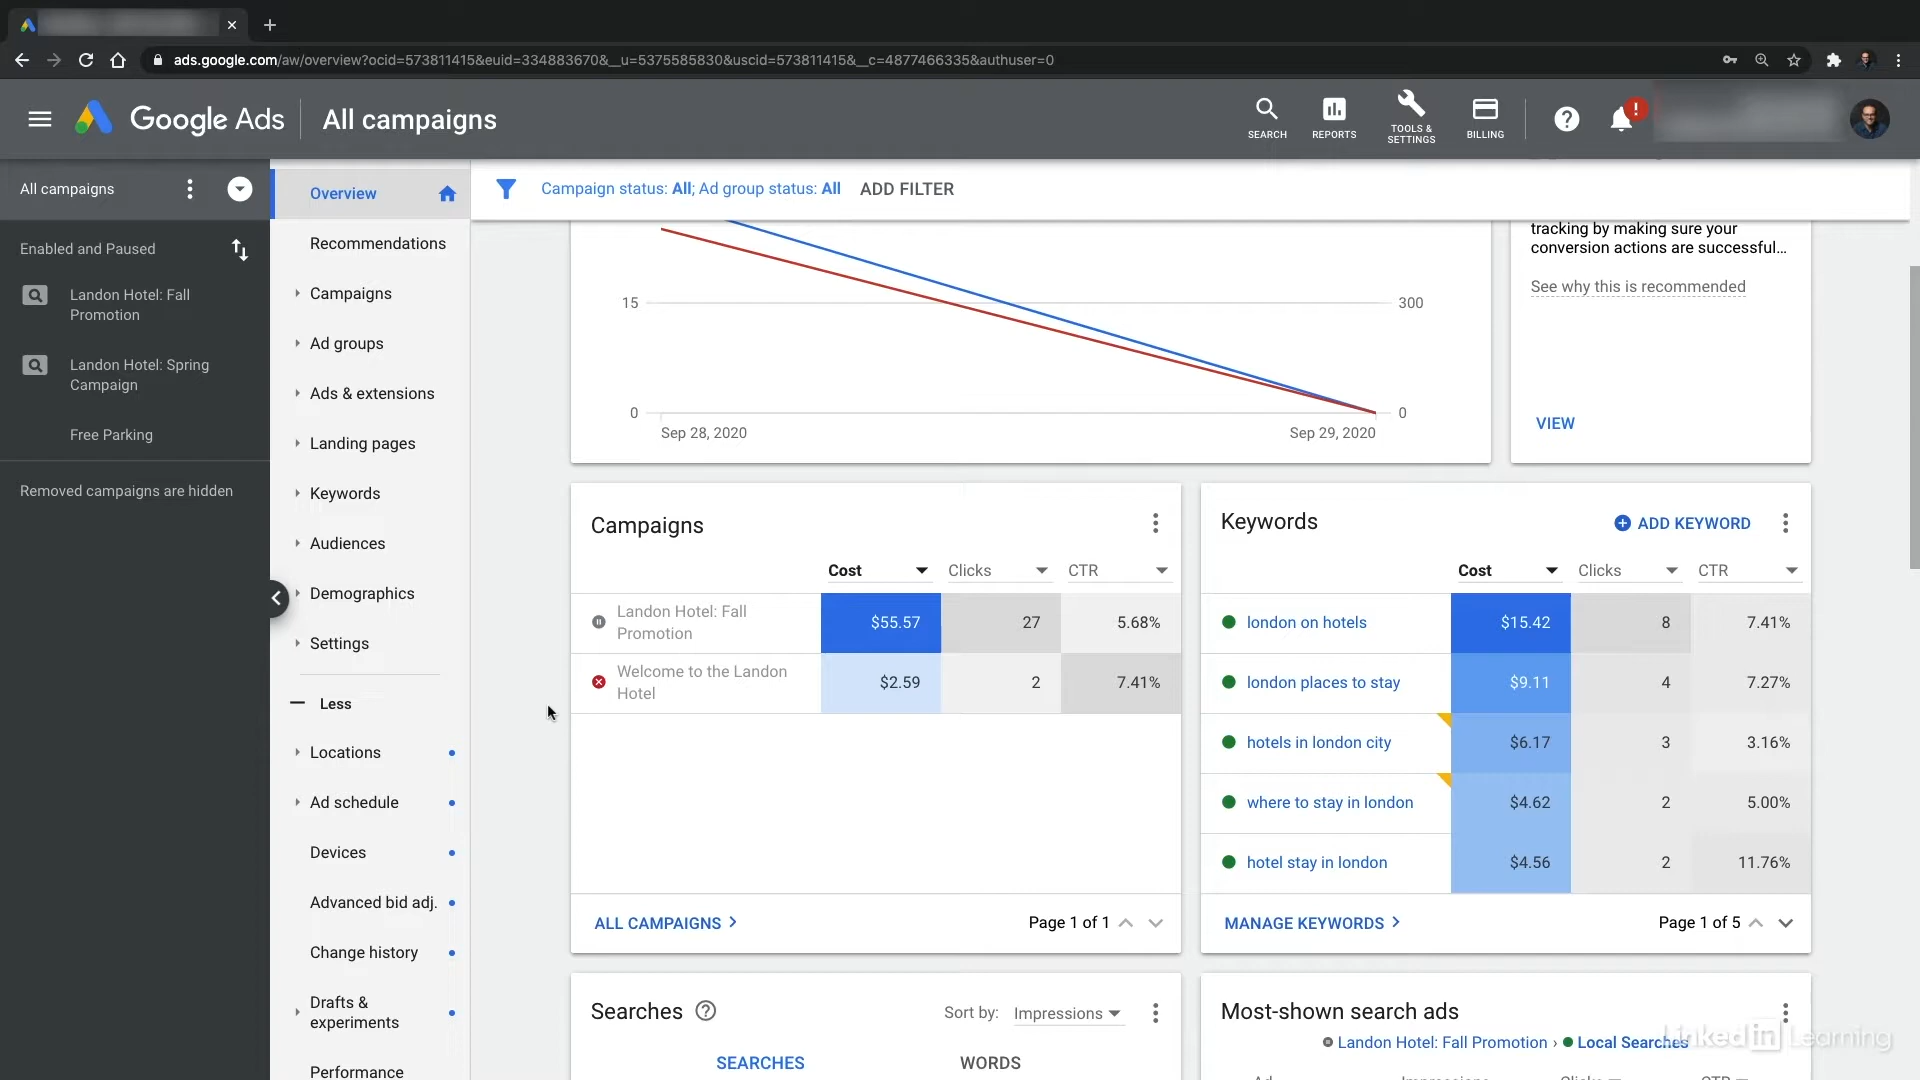 ads.google.com/aw/overview?ocid=573811415&euid=334883670&__u=5375585830&uscid=573811415&__c=4877466335&authuser=0
Google Ads
All campaigns
SEARCH
REPORTS
TOOLS &
SETTINGS
BILLING
All campaigns
Enabled and Paused
Landon Hotel: Fall
Promotion
Landon Hotel: Spring
Campaign
Free Parking
Removed campaigns are hidden
Overview
Recommendations
Campaigns
Ad groups
Ads & extensions
Landing pages
Keywords
Audiences
Demographics
Settings
Less
Locations
Ad schedule
Devices
Advanced bid adj.
Change history
Drafts &
experiments
Performance
Campaign status: All; Ad group status: All ADD FILTER
15
300
0
0
Sep 28, 2020
Sep 29, 2020
tracking by making sure your
conversion actions are successful...
See why this is recommended
VIEW
Campaigns
Cost Clicks CTR
Landon Hotel: Fall
Promotion
$55.57 27 5.68%
Welcome to the Landon
Hotel
$2.59 2 7.41%
ALL CAMPAIGNS
Page 1 of 1
Keywords
ADD KEYWORD
Cost Clicks CTR
london on hotels $15.42 8 7.41%
london places to stay $9.11 4 7.27%
hotels in london city $6.17 3 3.16%
where to stay in london $4.62 2 5.00%
hotel stay in london $4.56 2 11.76%
MANAGE KEYWORDS
Page 1 of 5
Searches
Sort by: Impressions
SEARCHES
WORDS
Most-shown search ads
Landon Hotel: Fall Promotion › Local Searches
Linked in Learning
Ad Impressions Clicks CTR